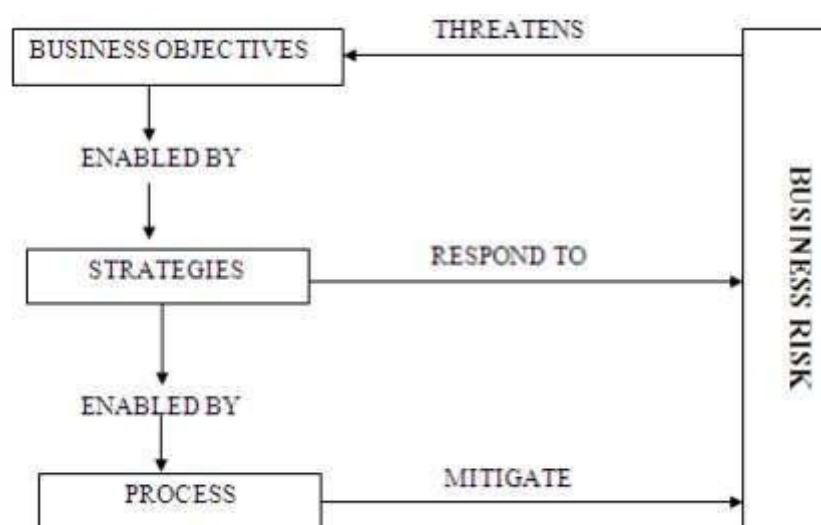 THREATENS
BUSINESS OBJECTIVES
ENABLED BY
STRATEGIES
RESPOND TO
ENABLED BY
PROCESS
MITIGATE
BUSINESS RISK